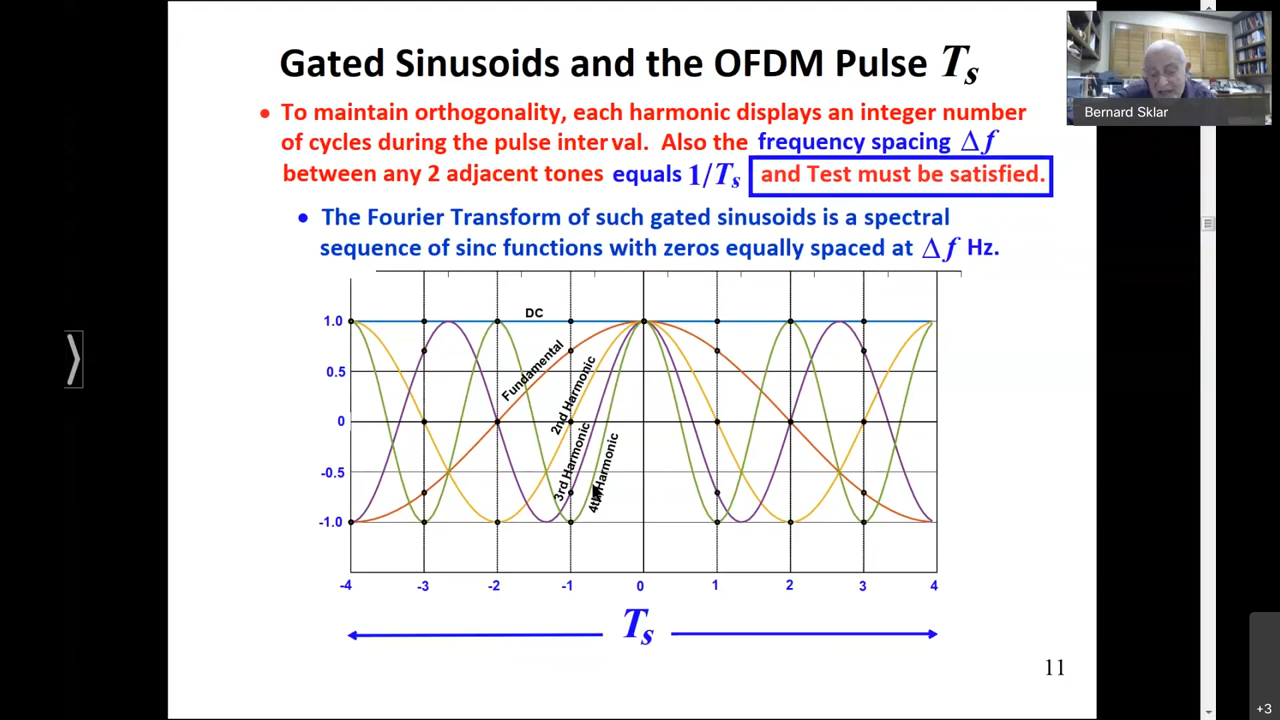 Gated Sinusoids and the OFDM Pulse Ts
Bernard Sklar
• To maintain orthogonality, each harmonic displays an integer number
of cycles during the pulse interval. Also the frequency spacing Δf
between any 2 adjacent tones equals 1/Ts and Test must be satisfied.
• The Fourier Transform of such gated sinusoids is a spectral
sequence of sinc functions with zeros equally spaced at Δf Hz.
DC
1.0
Fundamental
2nd Harmonic
0.5
0
3rd Harmonic
4th Harmonic
-0.5
-1.0
-4 -3 -2 -1 0 1 2 3 4
Ts
11
+3